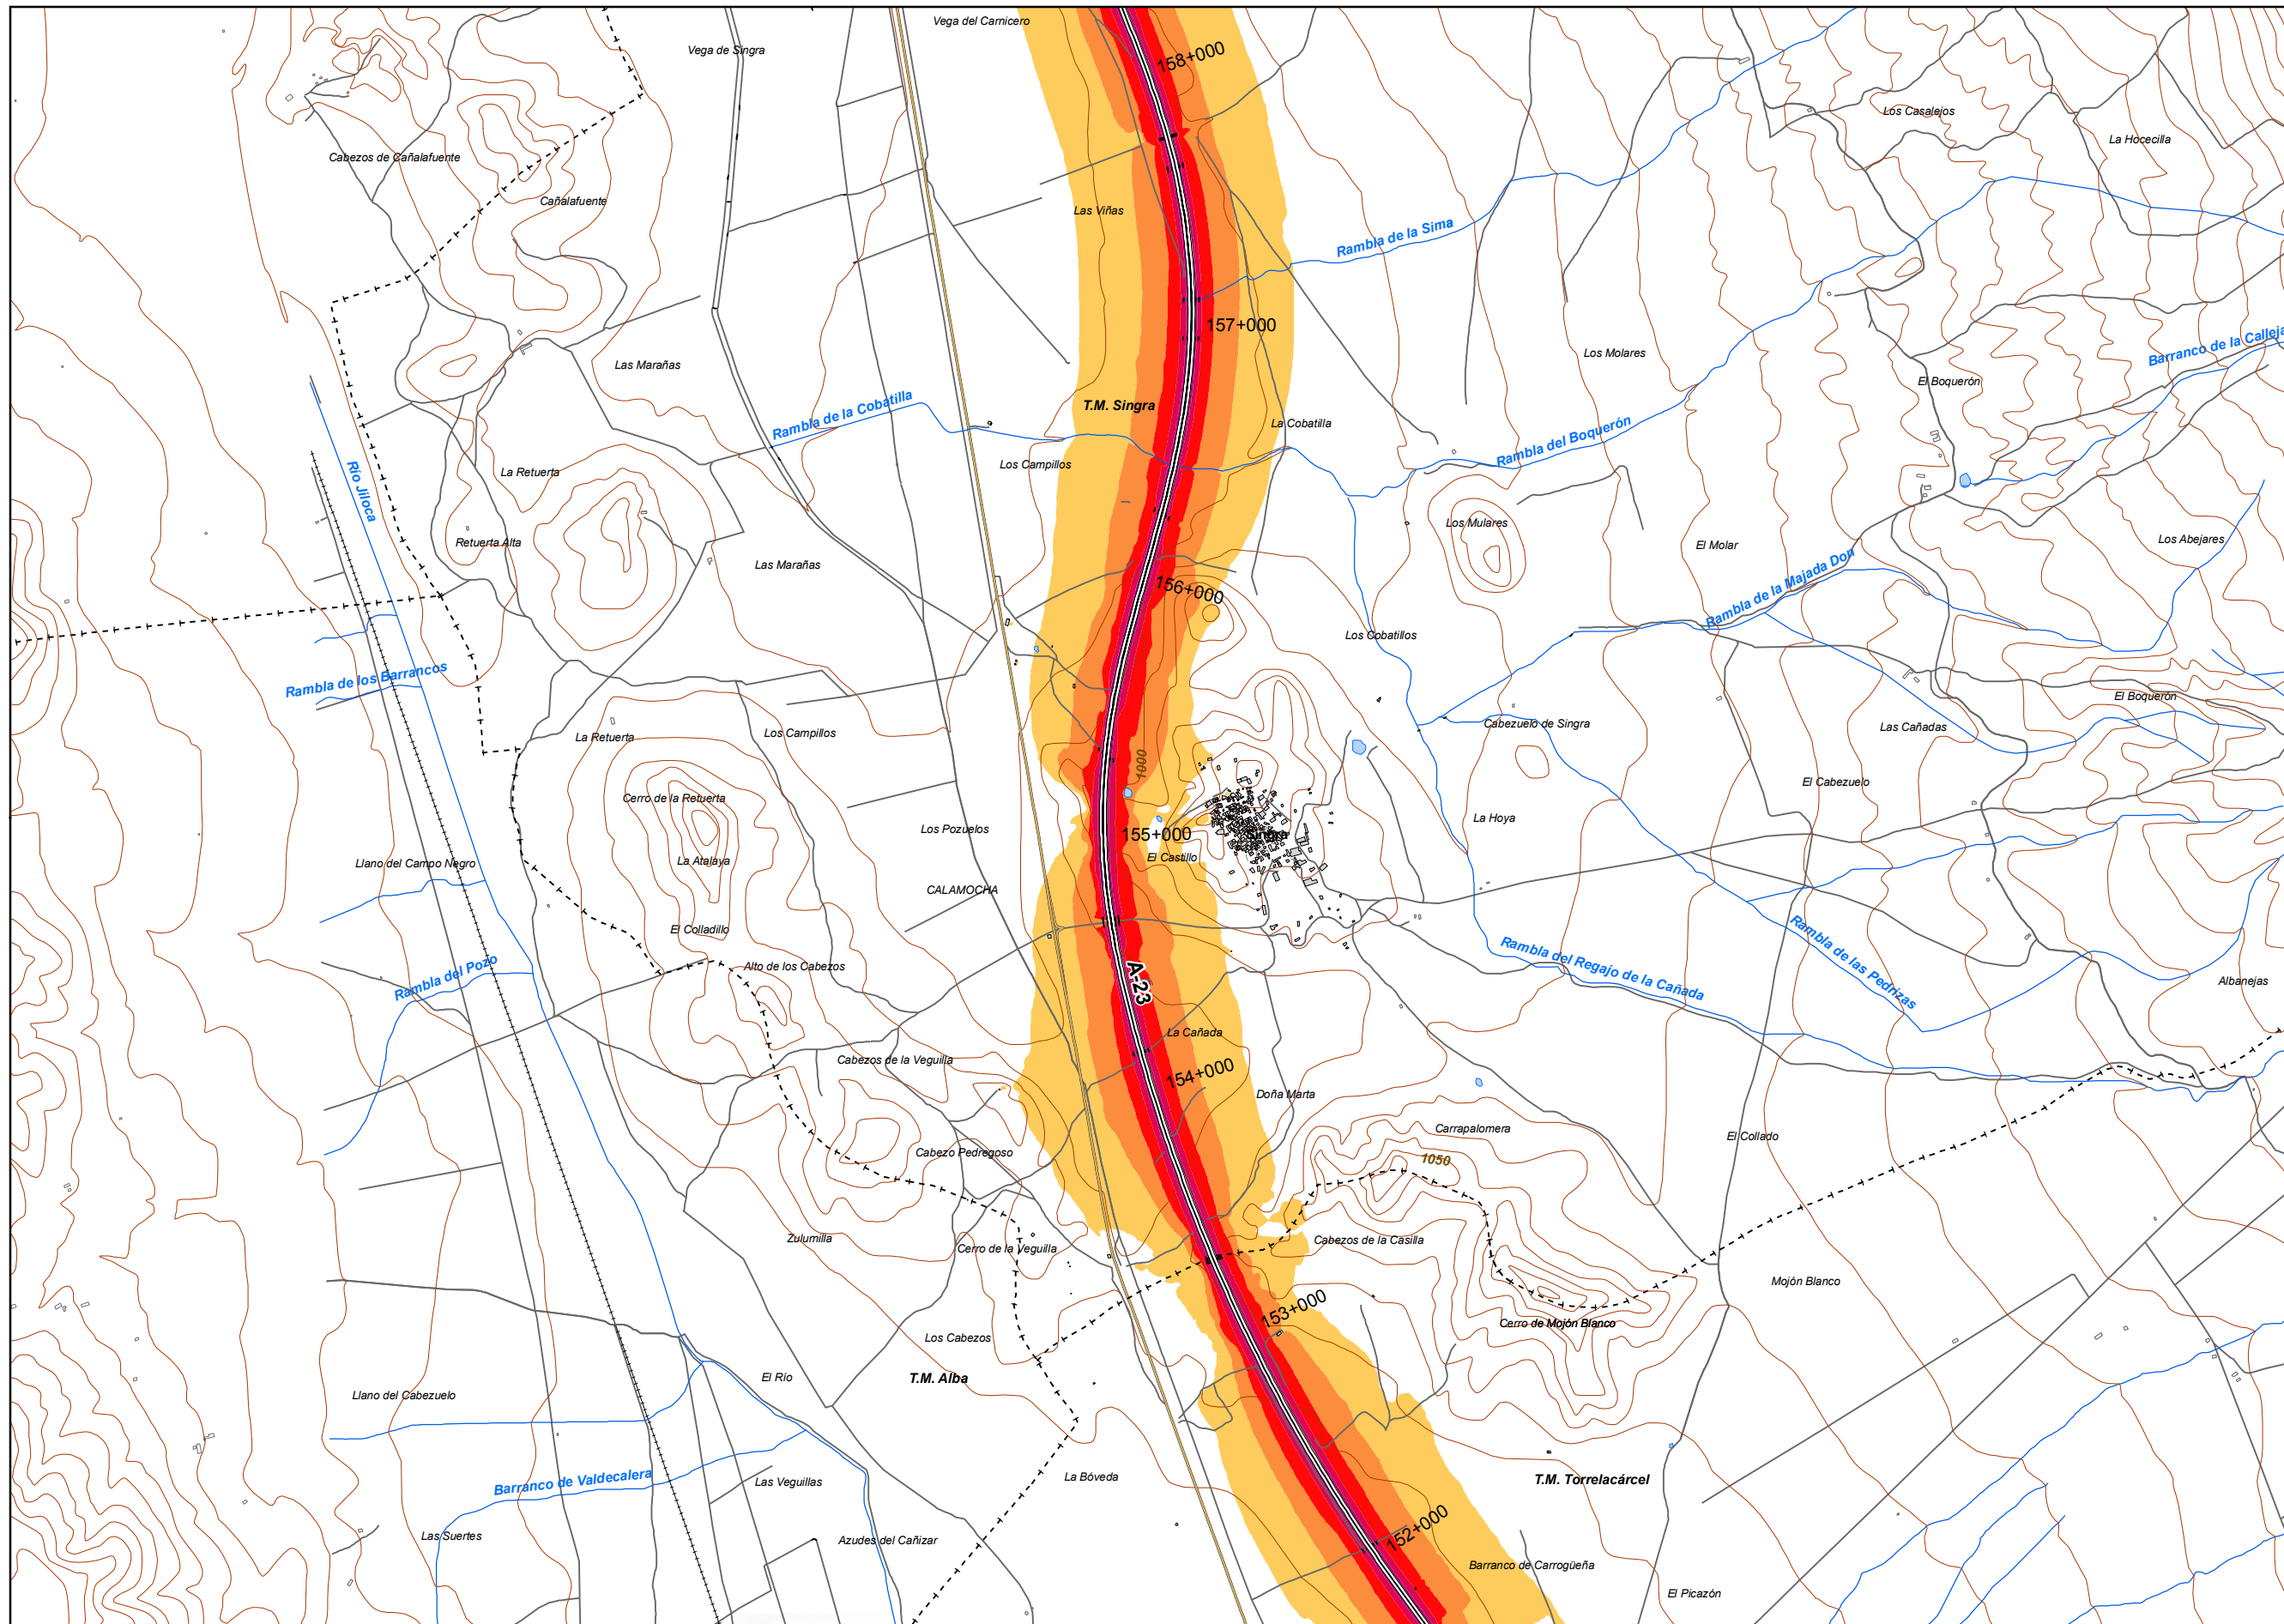 Vega del Carnicero
Vega de Singra
158+000
Los Casalejos
La Hocecilla
Cabezos de Cañalafuente
Cañalafuente
Las Viñas
Rambla de la Sima
157+000
Barranco de la Calleja
Los Molares
Las Marañas
El Boquerón
Rambla de la Cobatilla
T.M. Singra
La Cobatilla
Rambla del Boquerón
Los Campillos
La Retuerta
Río Jiloca
Los Mulares
Retuerta Alta
El Molar
Los Abejares
Las Marañas
Rambla de la Majada Don
156+000
Los Cobatillos
Rambla de los Barrancos
El Boquerón
Cabezuelo de Singra
Las Cañadas
La Retuerta
Los Campillos
1000
El Cabezuelo
Cerro de la Retuerta
La Hoya
Los Pozuelos
155+000
Singra
El Castillo
La Atalaya
Llano del Campo Negro
CALAMOCHA
El Colladillo
Rambla de las Pedrizas
Rambla del Regajo de la Cañada
Rambla del Pozo
Alto de los Cabezos
A-23
Albanejas
La Cañada
Cabezos de la Veguilla
154+000
Doña Marta
Carrapalomera
El Collado
Cabezo Pedregoso
1050
Zulumilla
Cabezos de la Casilla
Cerro de la Veguilla
Mojón Blanco
153+000
Cerro de Mojón Blanco
Los Cabezos
El Río
T.M. Alba
Llano del Cabezuelo
La Bóveda
T.M. Torrelacárcel
Barranco de Valdecalera
Las Veguillas
Las Suertes
Azudes del Cañizar
152+000
Barranco de Carrogüeña
El Picazón